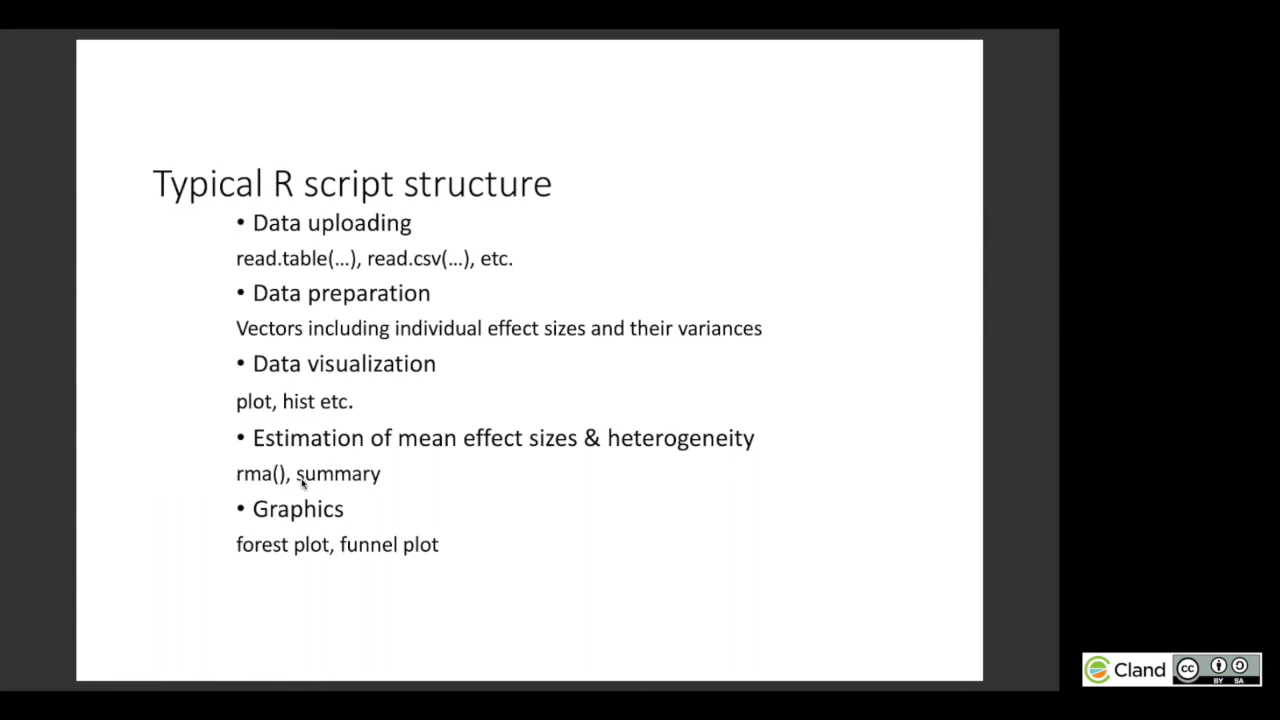 Typical R script structure
• Data uploading
read.table(...), read.csv(...), etc.
• Data preparation
Vectors including individual effect sizes and their variances
• Data visualization
plot, hist etc.
• Estimation of mean effect sizes & heterogeneity
rma(), summary
• Graphics
forest plot, funnel plot
Cland
cc
BY SA